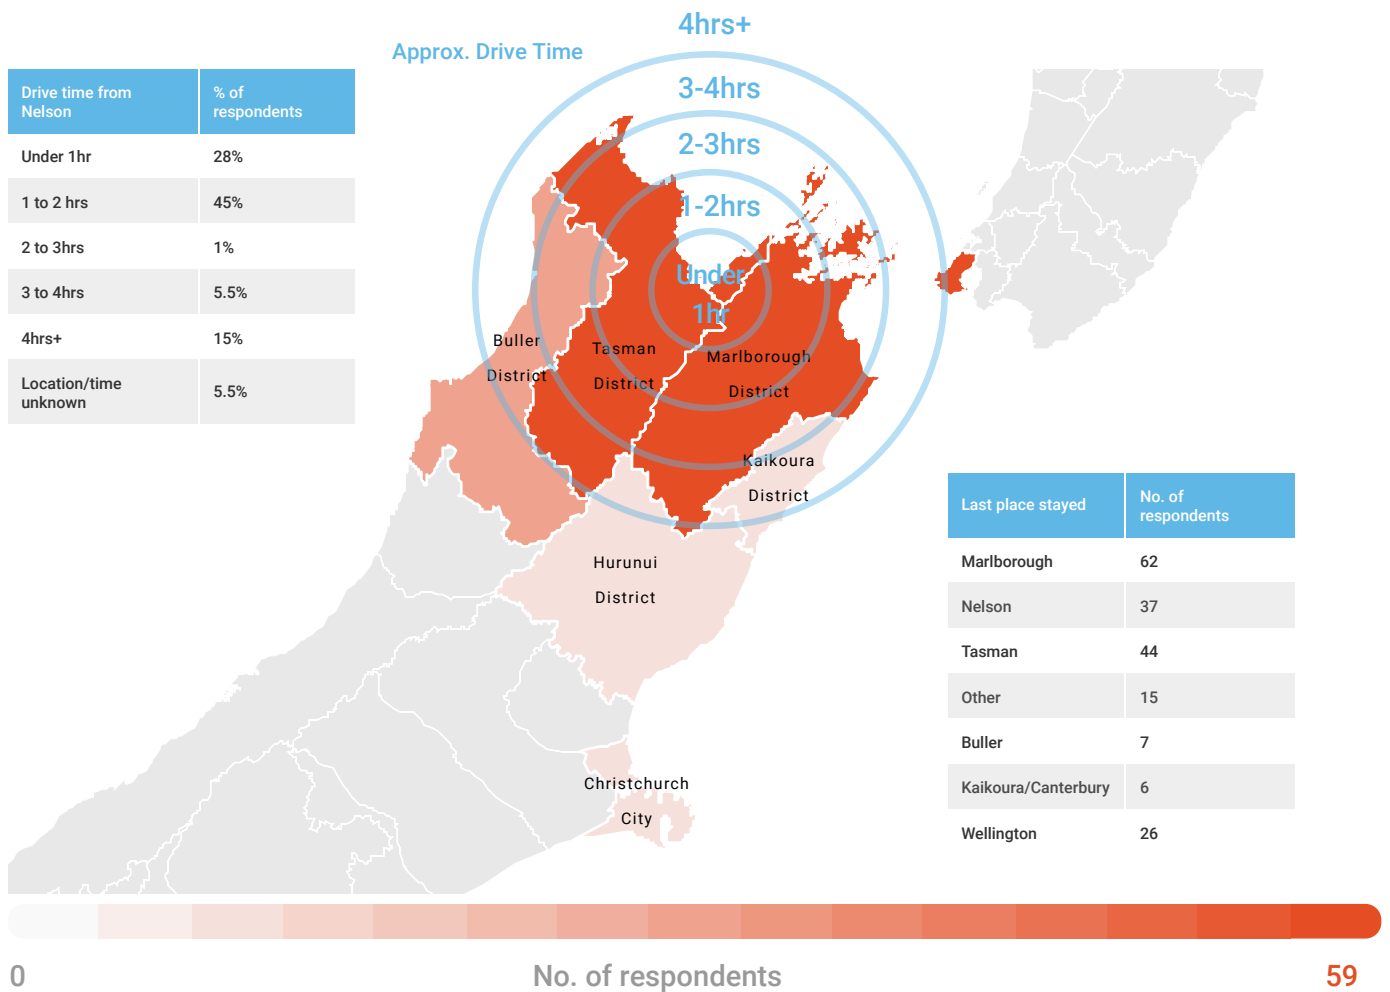 4hrs+
Approx. Drive Time
3-4hrs
2-3hrs
1-2hrs
Under
1hr
Drive time from
Nelson
% of
respondents
Under 1hr 28%
1 to 2 hrs 45%
2 to 3hrs 1%
3 to 4hrs 5.5%
4hrs+ 15%
Location/time
unknown
5.5%
Buller
District
Tasman
District
Marlborough
District
Kaikoura
District
Hurunui
District
Christchurch
City
Last place stayed
No. of
respondents
Marlborough 62
Nelson 37
Tasman 44
Other 15
Buller 7
Kaikoura/Canterbury 6
Wellington 26
0 No. of respondents 59